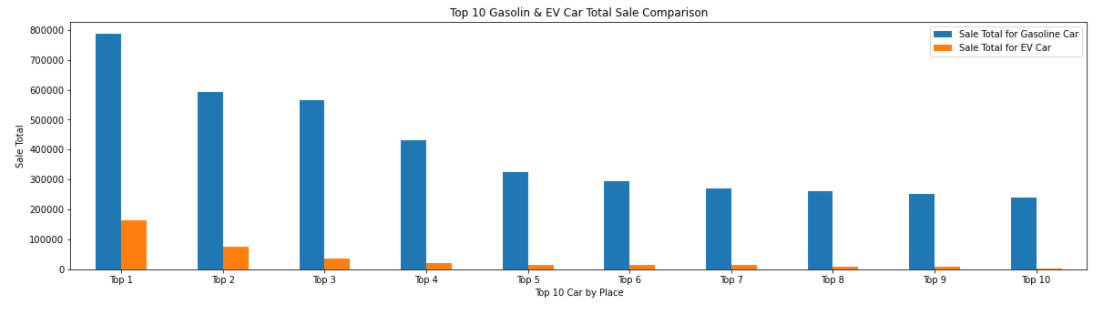 Top 10 Gasolin & EV Car Total Sale Comparison
Sale Total for Gasoline Car
Sale Total for EV Car
Sale Total
800000
700000
600000
500000
400000
300000
200000
100000
0
Top 1 Top 2 Top 3 Top 4 Top 5 Top 6 Top 7 Top 8 Top 9 Top 10
Top 10 Car by Place